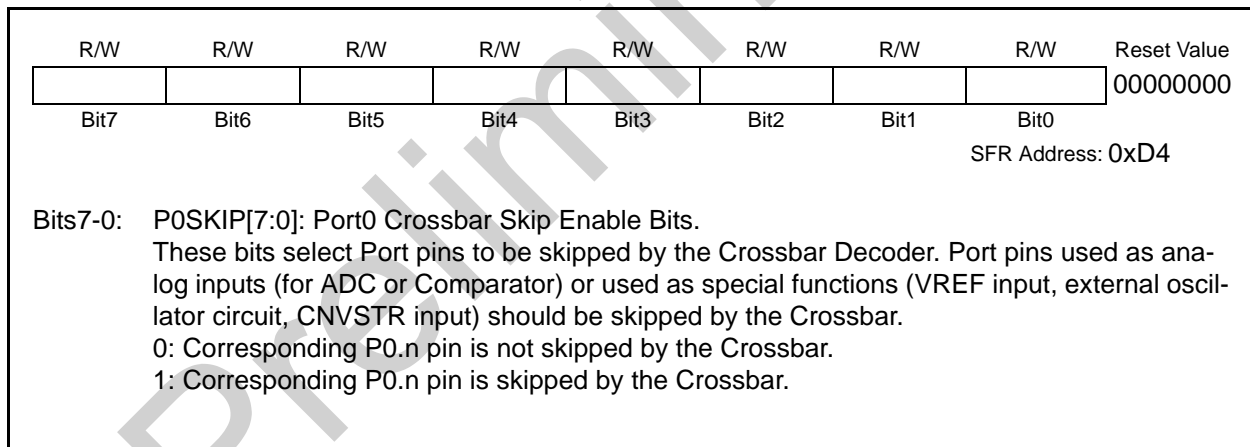 R/W R/W R/W R/W R/W R/W R/W R/W Reset Value
00000000
Bit7 Bit6 Bit5 Bit4 Bit3 Bit2 Bit1 Bit0
SFR Address: 0xD4
Bits7-0: P0SKIP[7:0]: Port0 Crossbar Skip Enable Bits.
These bits select Port pins to be skipped by the Crossbar Decoder. Port pins used as ana-
log inputs (for ADC or Comparator) or used as special functions (VREF input, external oscil-
lator circuit, CNVSTR input) should be skipped by the Crossbar.
0: Corresponding P0.n pin is not skipped by the Crossbar.
1: Corresponding P0.n pin is skipped by the Crossbar.
Prelimi